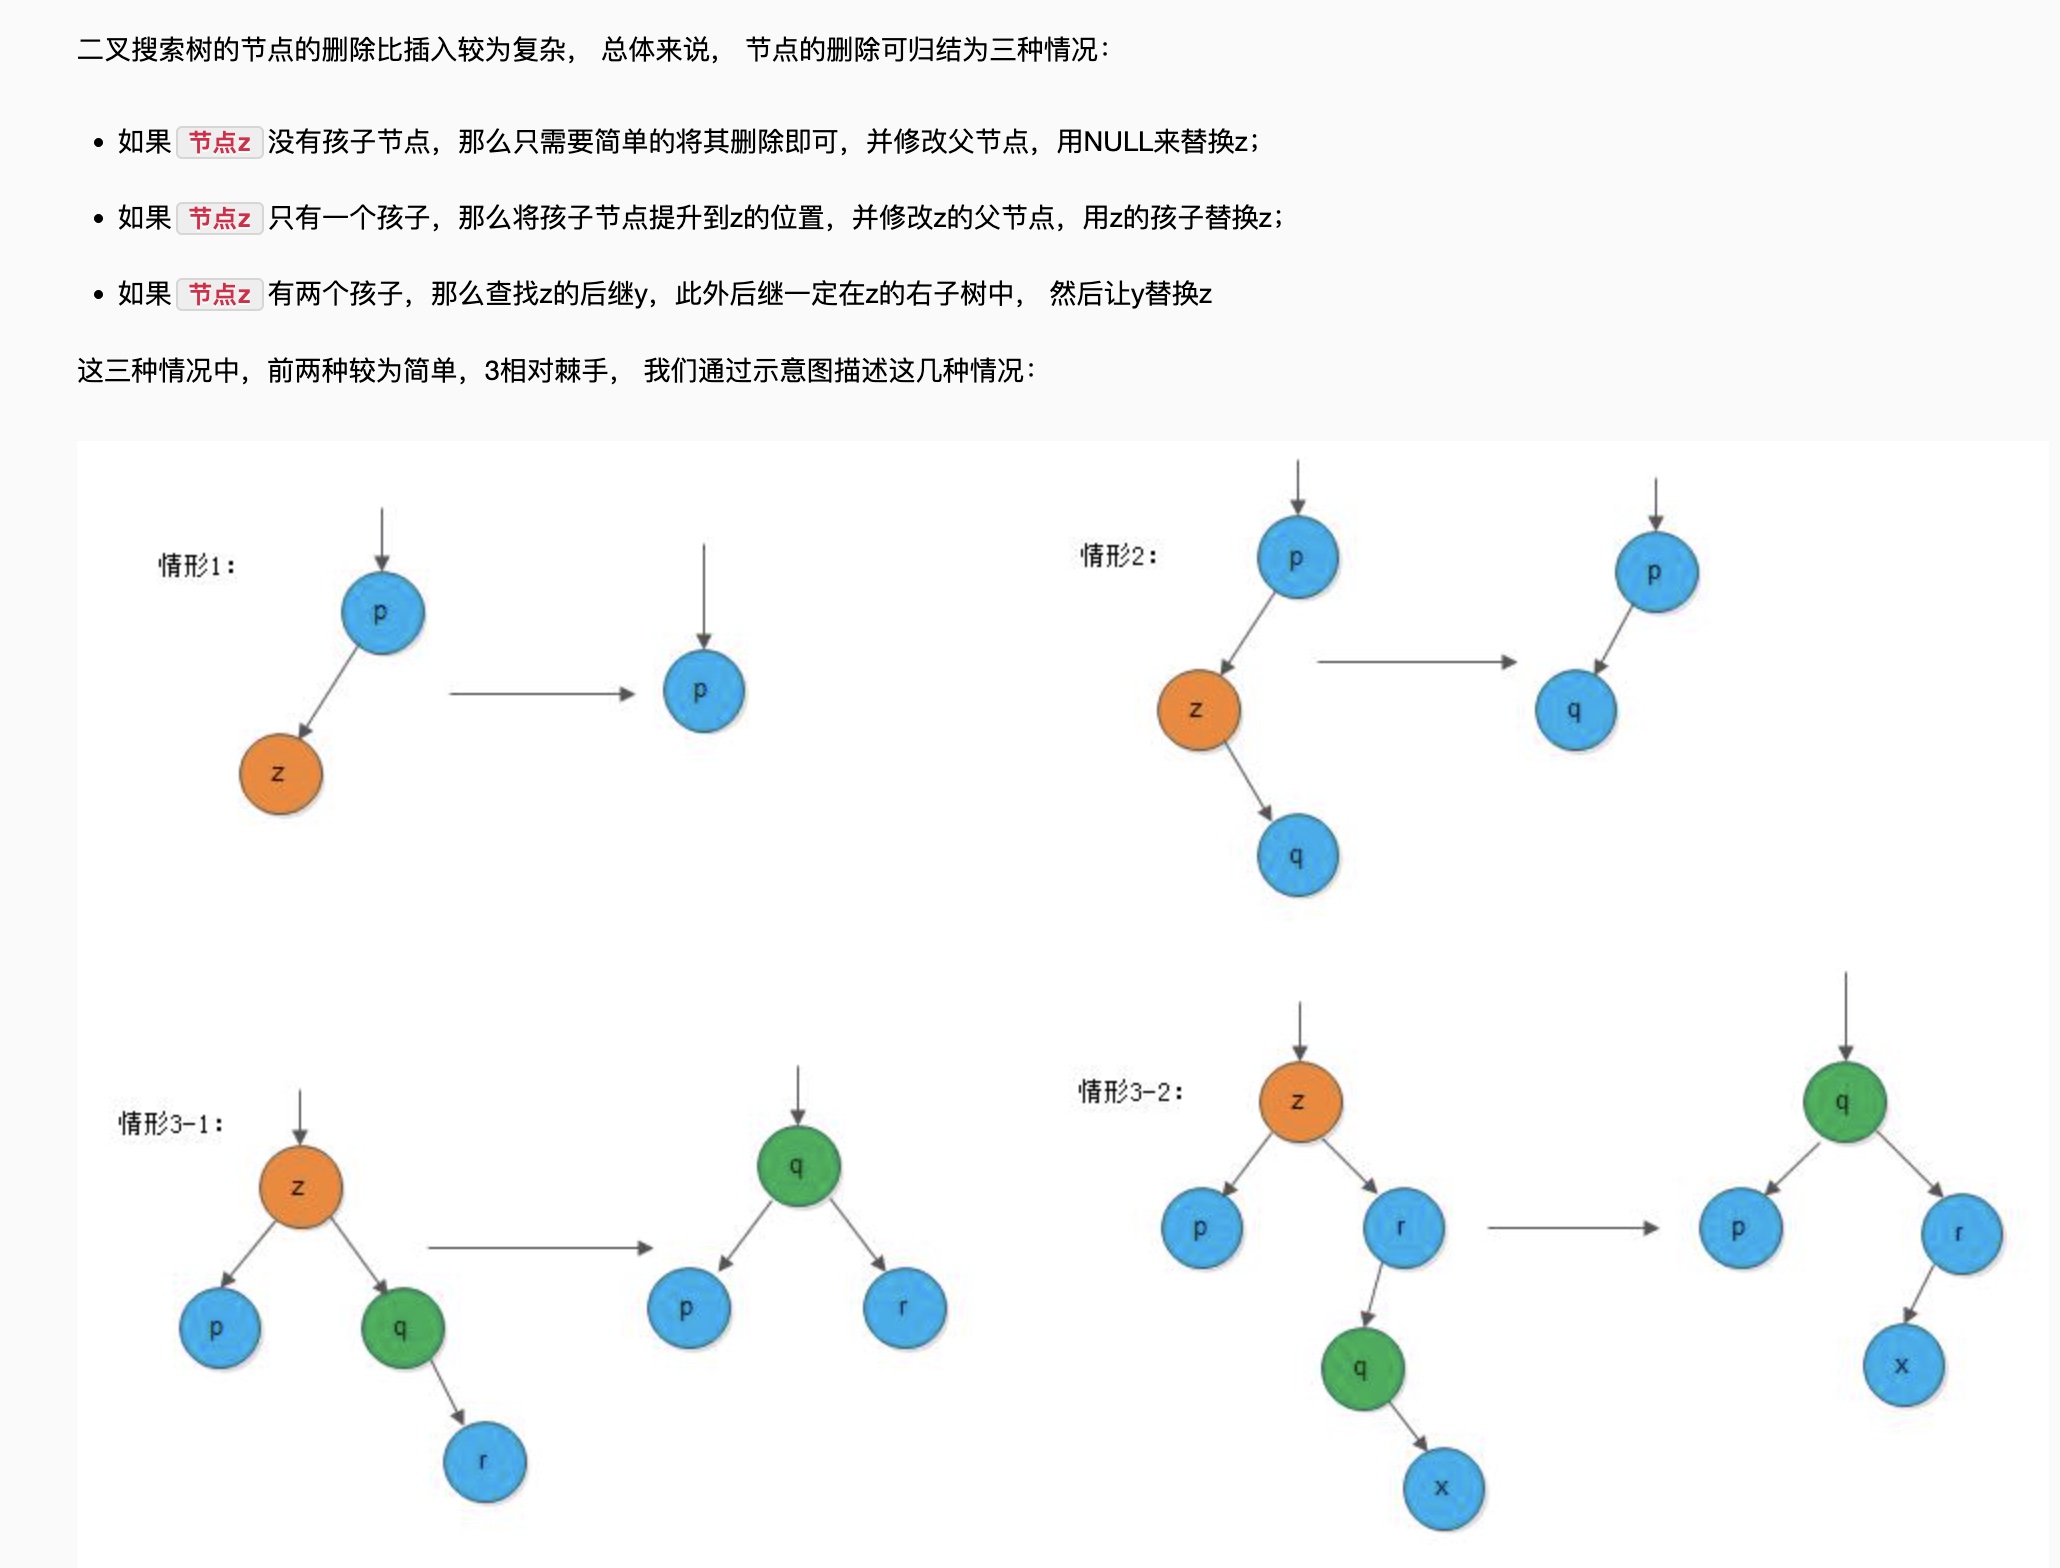 二叉搜索树的节点的删除比插入较为复杂， 总体来说， 节点的删除可归结为三种情况：
如果 节点z 没有孩子节点，那么只需要简单的将其删除即可，并修改父节点，用NULL来替换z；
如果 节点z 只有一个孩子，那么将孩子节点提升到z的位置，并修改z的父节点，用z的孩子替换z；
如果 节点z 有两个孩子，那么查找z的后继y，此外后继一定在z的右子树中， 然后让y替换z
这三种情况中，前两种较为简单，3相对棘手， 我们通过示意图描述这几种情况：
情形1：
p
z
p
情形2：
p
z
q
p
q
情形3-1：
z
p
q
r
q
p
r
情形3-2：
z
p
r
q
x
q
p
r
x